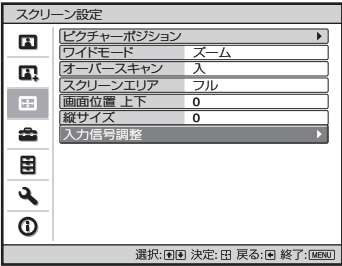 スクリーン設定
ピクチャーポジション
ワイドモード ズーム
オーバースキャン 入
スクリーンエリア フル
画面位置 上下 0
縦サイズ 0
入力信号調整
選択: 決定: 戻る: 終了:MENU